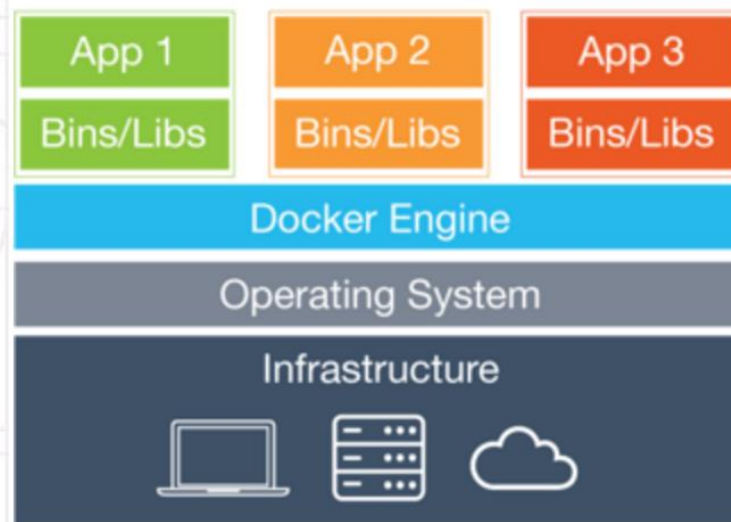 App 1 App 2 App 3
Bins/Libs Bins/Libs Bins/Libs
Docker Engine
Operating System
Infrastructure